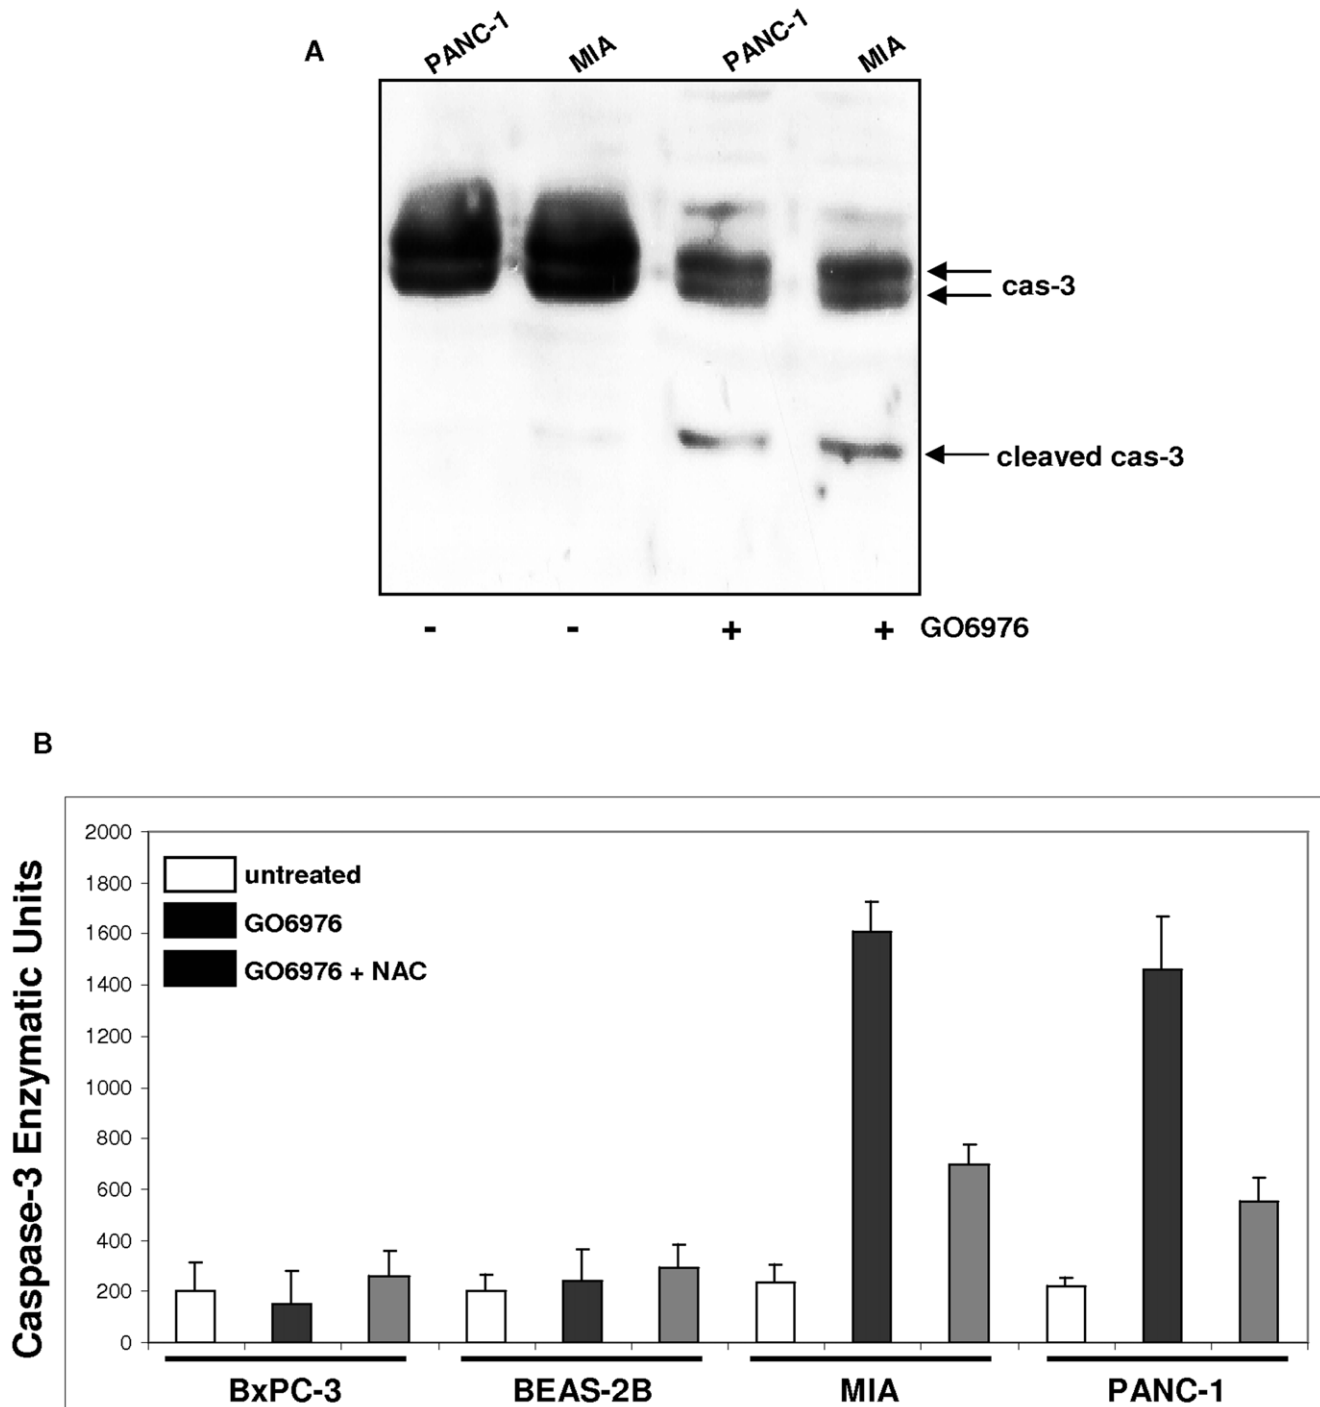 A
PANC-1 MIA PANC-1 MIA
cas-3
cleaved cas-3
- - + + GO6976
B
Caspase-3 Enzymatic Units
2000
1800
1600
1400
1200
1000
800
600
400
200
0
untreated
GO6976
GO6976 + NAC
BxPC-3 BEAS-2B MIA PANC-1